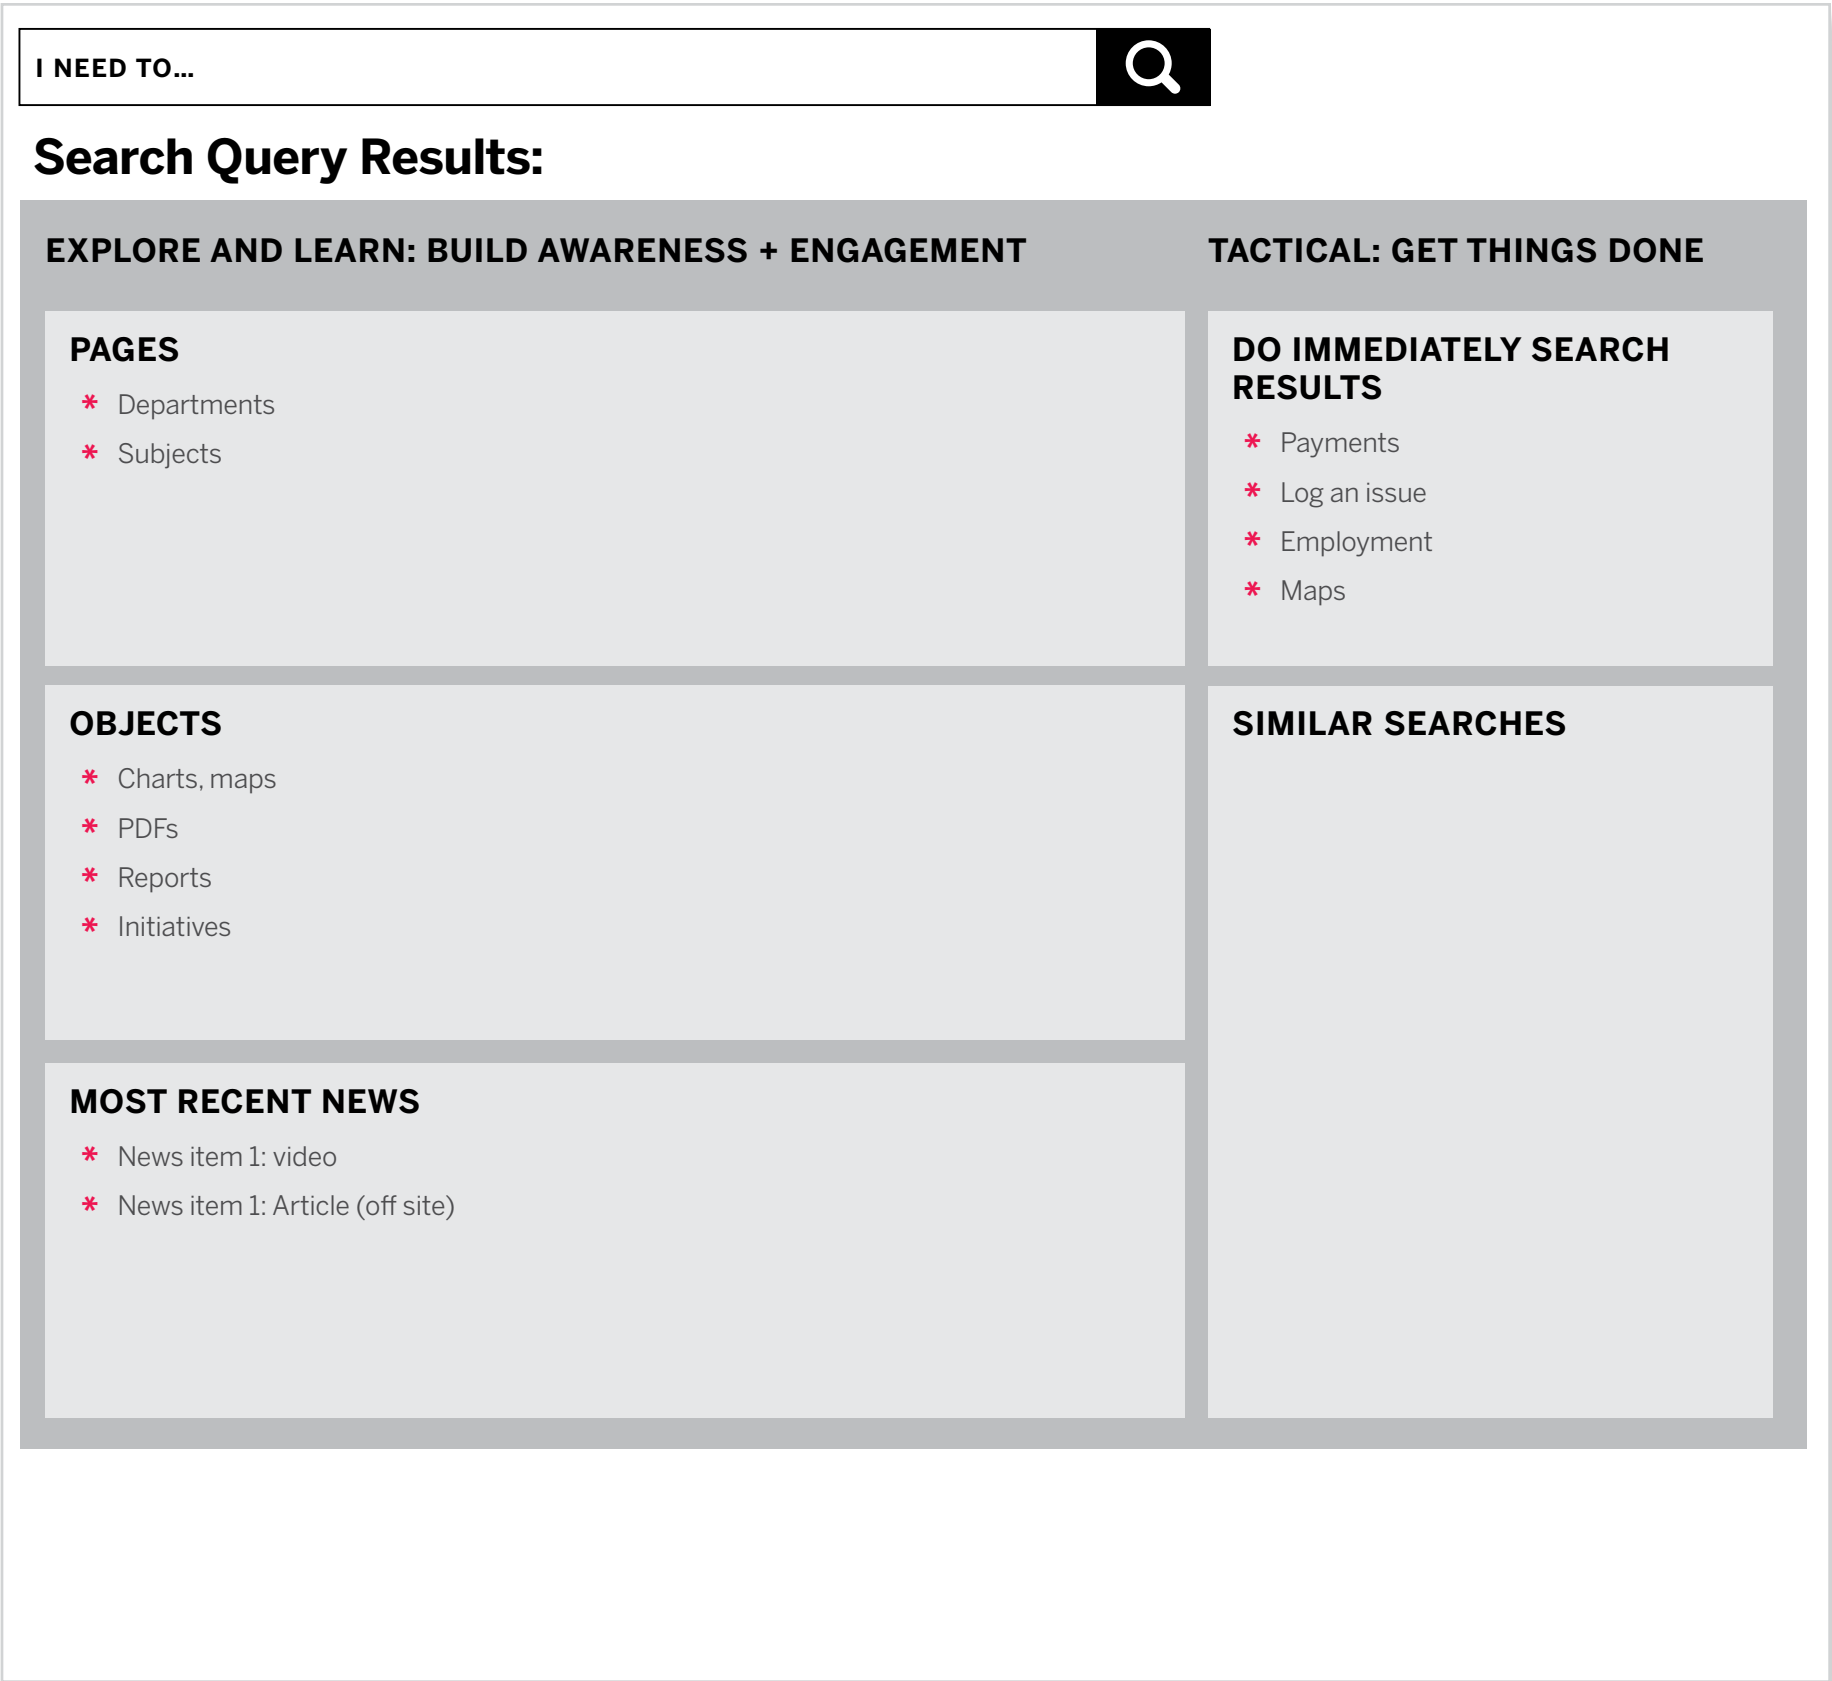 I NEED TO...
Search Query Results:
EXPLORE AND LEARN: BUILD AWARENESS + ENGAGEMENT
PAGES
* Departments
* Subjects
OBJECTS
* Charts, maps
* PDFs
* Reports
* Initiatives
MOST RECENT NEWS
* News item 1: video
* News item 1: Article (off site)
TACTICAL: GET THINGS DONE
DO IMMEDIATELY SEARCH
RESULTS
* Payments
* Log an issue
* Employment
* Maps
SIMILAR SEARCHES